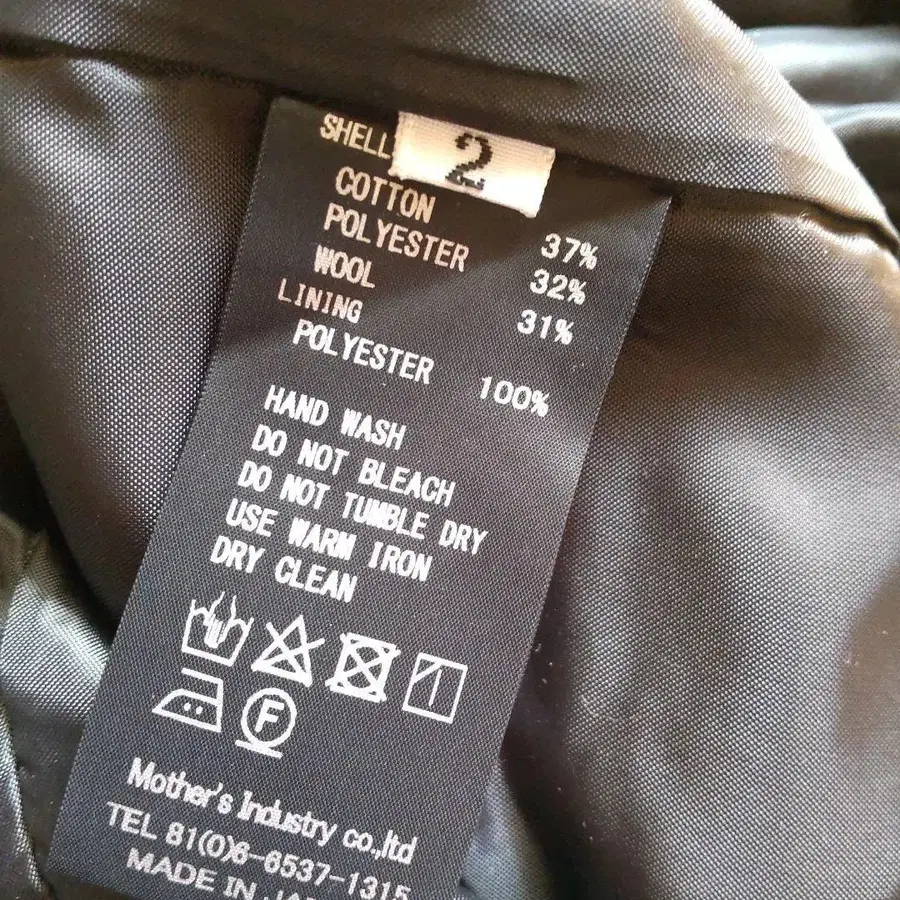 2
SHELL
COTTON 37%
POLYESTER 32%
WOOL 31%
LINING
POLYESTER 100%
HAND WASH
DO NOT BLEACH
DO NOT TUMBLE DRY
USE WARM IRON
DRY CLEAN
F
Mother's Industry co.,ltd
TEL 81(0)6-6537-1315
MADE IN